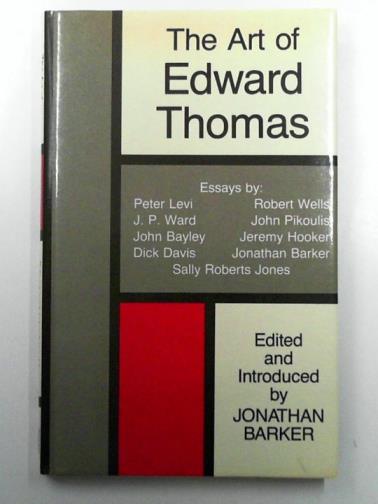 The Art of
Edward
Thomas
Essays by:
Peter Levi Robert Wells
J. P. Ward John Pikoulis
John Bayley Jeremy Hooker
Dick Davis Jonathan Barker
Sally Roberts Jones
Edited
and
Introduced
by
JONATHAN
BARKER